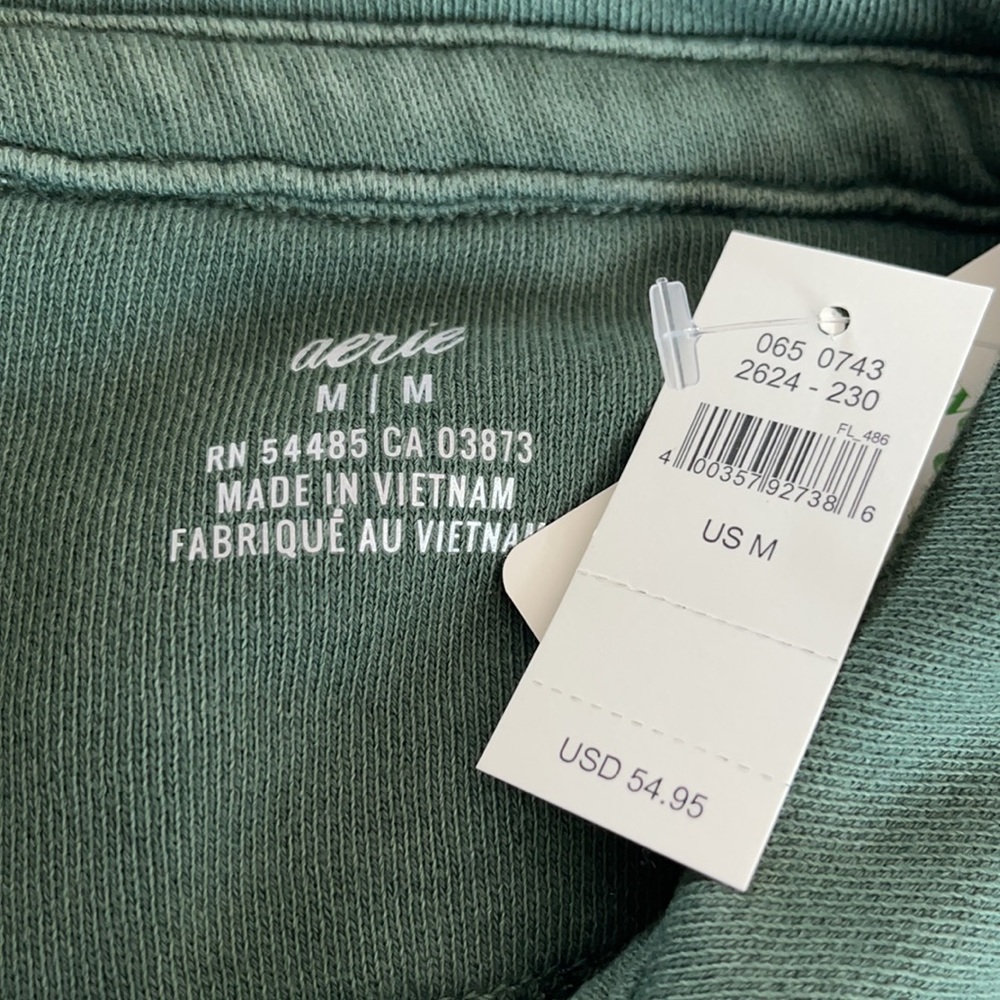 aerie
M | M
RN 54485 CA 03873
MADE IN VIETNAM
FABRIQUÉ AU VIETNA
065 0743
2624 - 230
FL_486
4 00357 92738 6
US M
USD 54.95